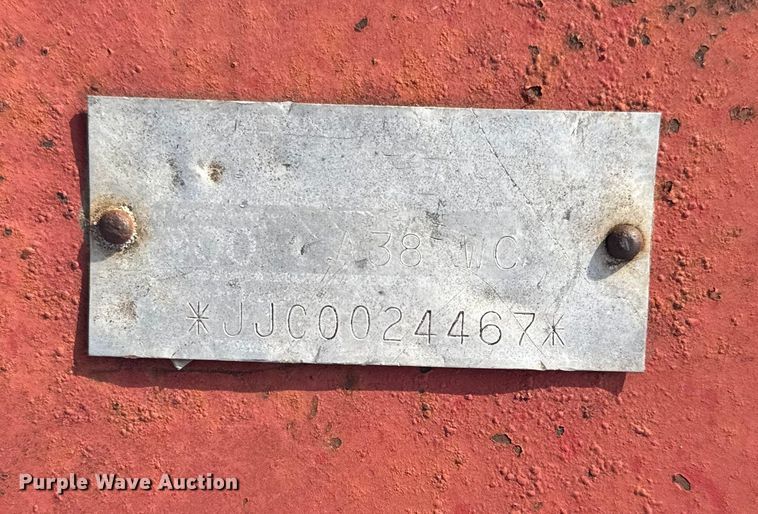 38" WC
*JJC0024467*
Purple Wave Auction